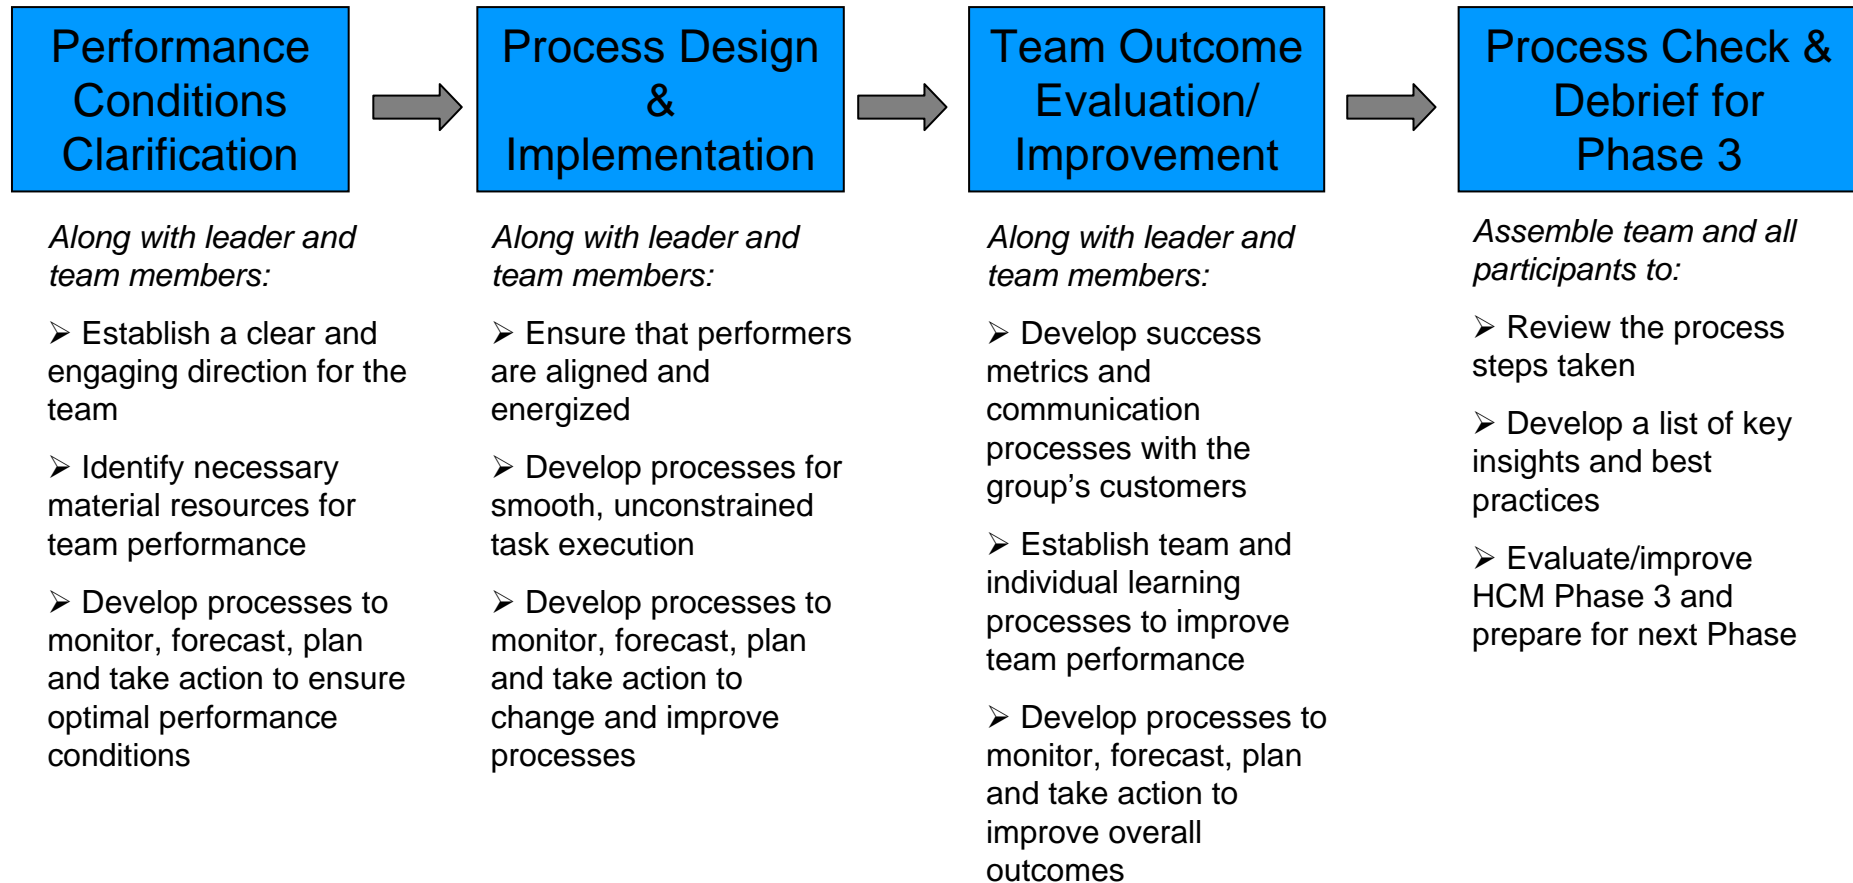 Performance
Conditions
Clarification
Along with leader and
team members:
➢ Establish a clear and
engaging direction for the
team
➢ Identify necessary
material resources for
team performance
➢ Develop processes to
monitor, forecast, plan
and take action to ensure
optimal performance
conditions
Process Design
&
Implementation
Along with leader and
team members:
➢ Ensure that performers
are aligned and
energized
➢ Develop processes for
smooth, unconstrained
task execution
➢ Develop processes to
monitor, forecast, plan
and take action to
change and improve
processes
Team Outcome
Evaluation/
Improvement
Along with leader and
team members:
➢ Develop success
metrics and
communication
processes with the
group’s customers
➢ Establish team and
individual learning
processes to improve
team performance
➢ Develop processes to
monitor, forecast, plan
and take action to
improve overall
outcomes
Process Check &
Debrief for
Phase 3
Assemble team and all
participants to:
➢ Review the process
steps taken
➢ Develop a list of key
insights and best
practices
➢ Evaluate/improve
HCM Phase 3 and
prepare for next Phase